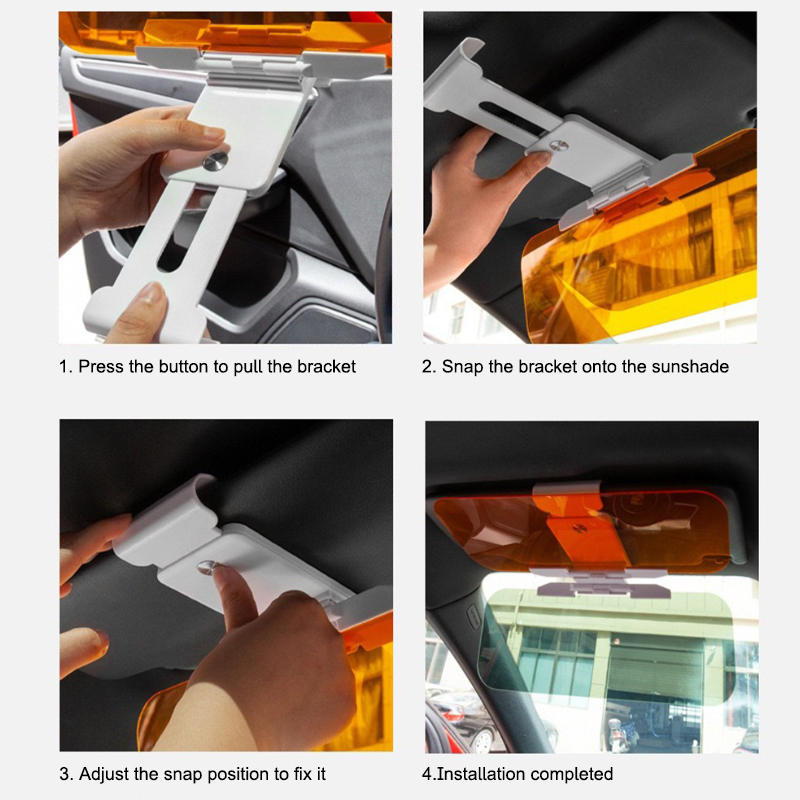 1. Press the button to pull the bracket
2. Snap the bracket onto the sunshade
3. Adjust the snap position to fix it
4.Installation completed